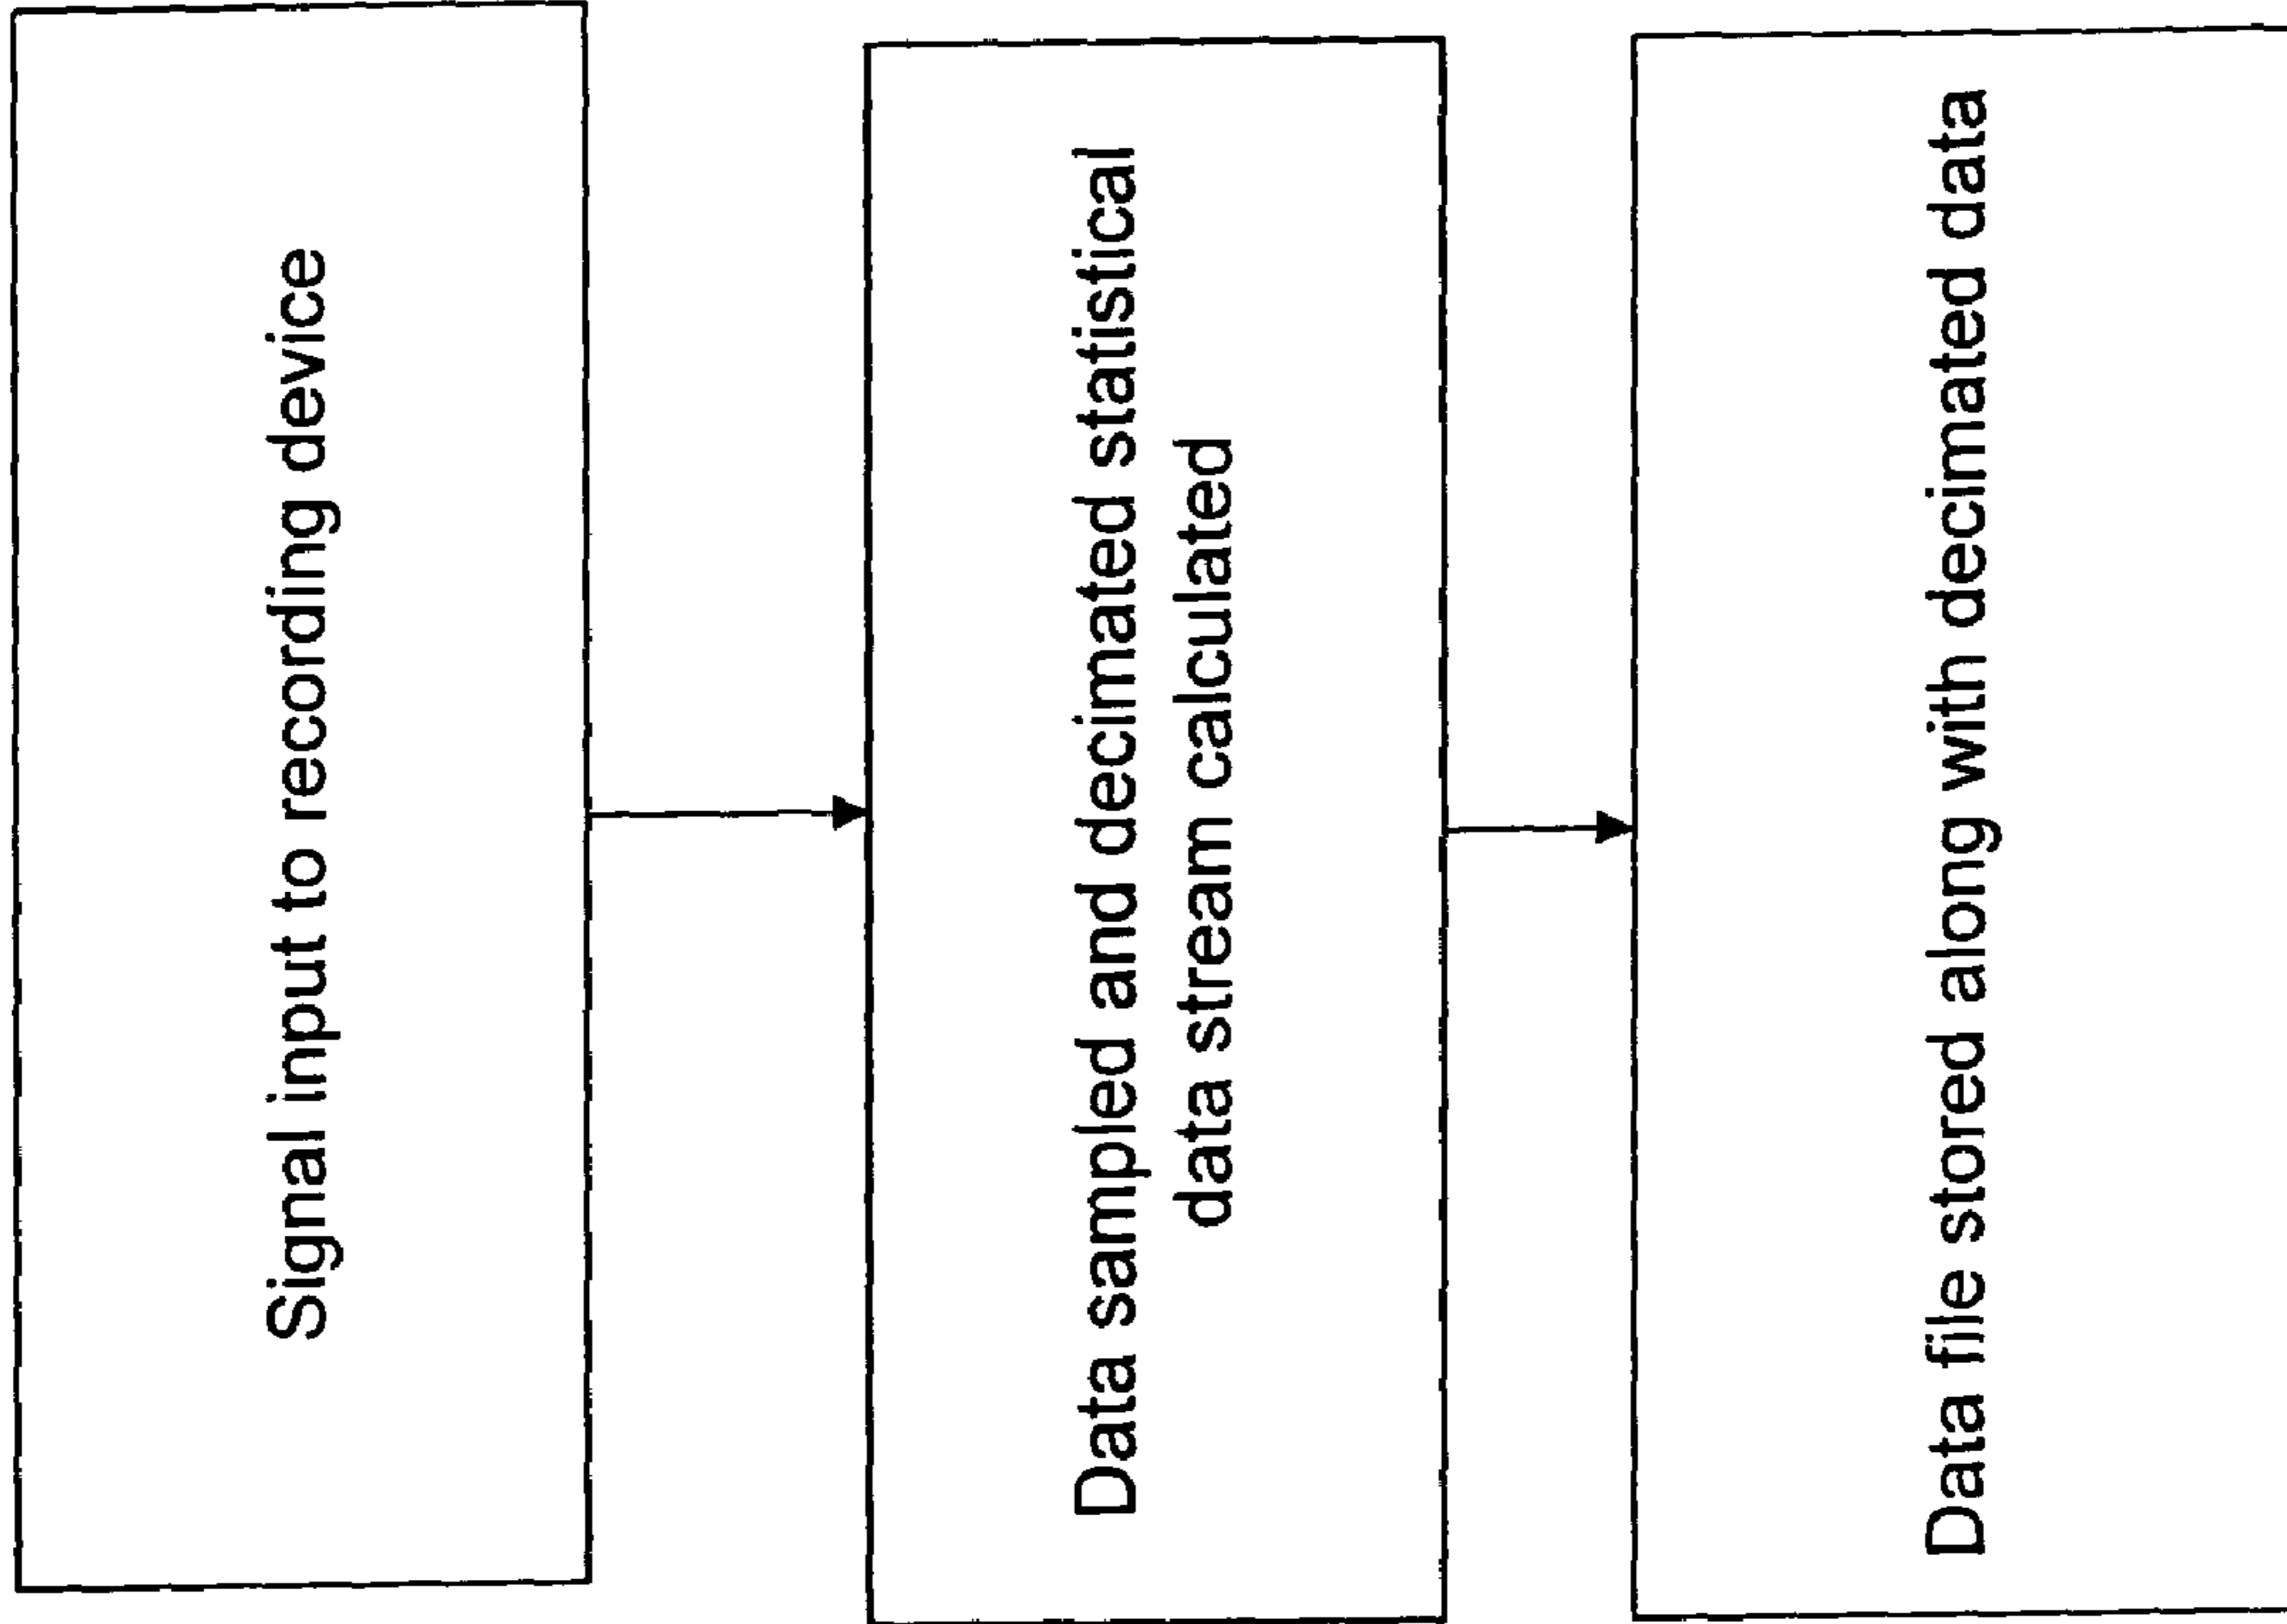 Signal input to recording device
Data sampled and decimated statistical
data stream calculated
Data file stored along with decimated data